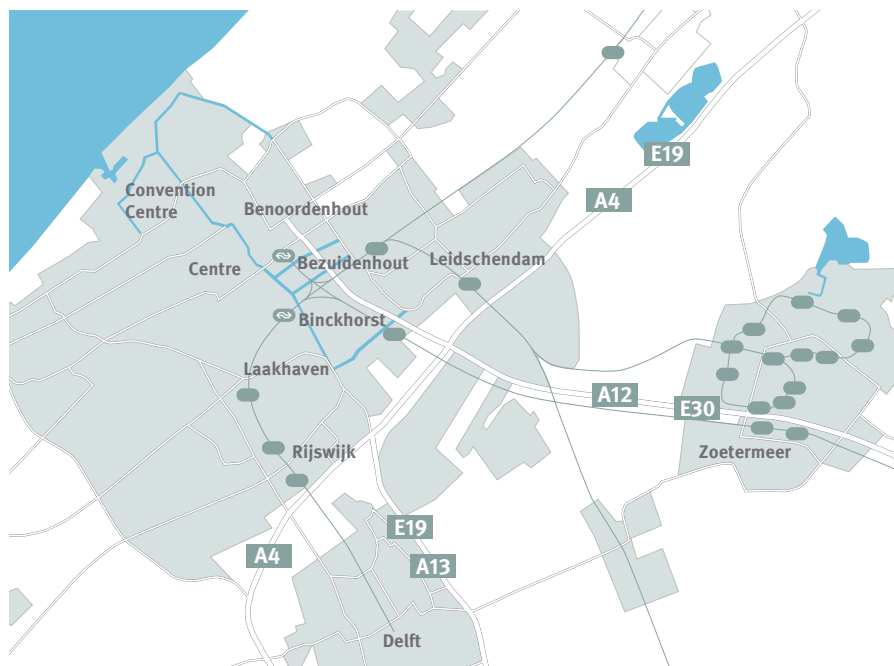 E19
Convention
Centre
A4
Benoordenhout
Centre
Bezuidenhout
Leidschendam
Binckhorst
Laakhaven
A12
E30
Rijswijk
Zoetermeer
E19
A4
A13
Delft